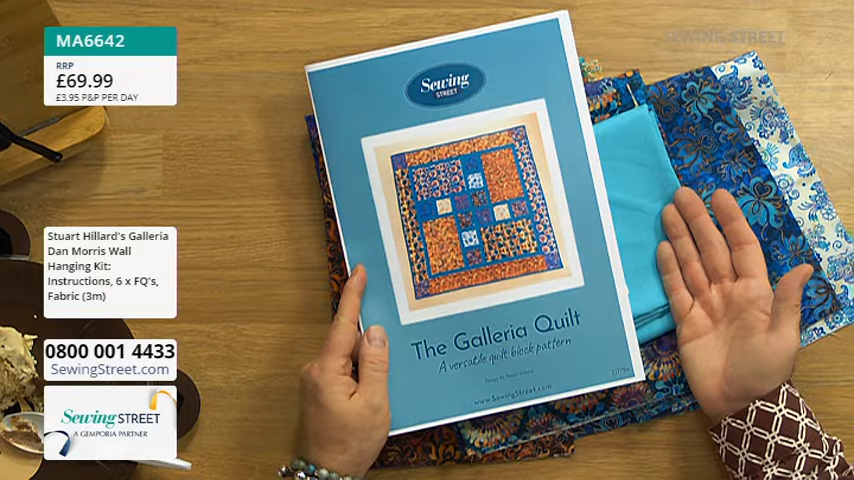 MA6642
RRP
£69.99
£3.95 P&P PER DAY
Stuart Hillard's Galleria
Dan Morris Wall
Hanging Kit:
Instructions, 6 x FQ's,
Fabric (3m)
0800 001 4433
SewingStreet.com
Sewing STREET
A GEMPORIA PARTNER
SEWING STREET
Sewing
STREET
The Galleria Quilt
A versatile quilt block pattern
www.SewingStreet.com